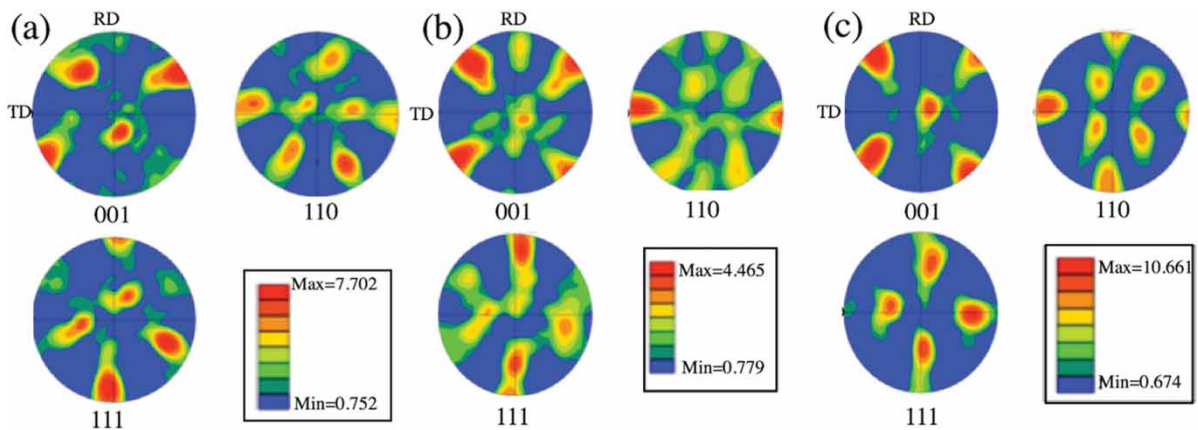 (a)
RD
TD
001
110
111
Max=7.702
Min=0.752
(b)
TD
001
110
111
Max=4.465
Min=0.779
(c)
RD
TD
001
110
111
Max=10.661
Min=0.674